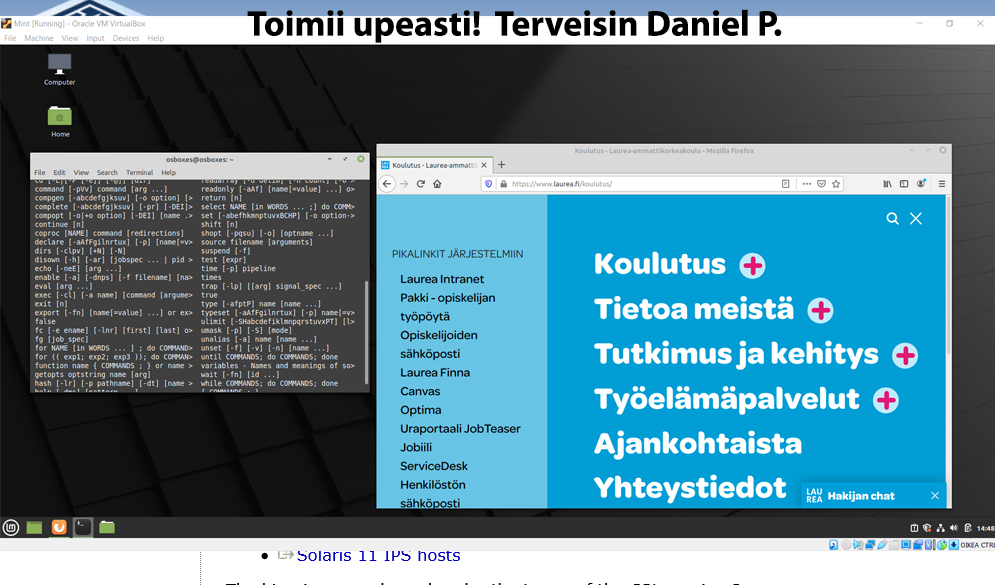 Toimii upeasti! Terveisin Daniel P.
Mint [Running] - Oracle VM VirtualBox
File Machine View Input Devices Help
Computer
Home
osboxes@osboxes: ~
File Edit View Search Terminal Help
command [-pVv] command [arg ...]
compgen [-abcdefgjksuv] [-o option] [>
complete [-abcdefgjksuv] [-pr] [-DEI]>
compopt [-o|+o option] [-DEI] [name .>
continue [n]
coproc [NAME] command [redirections]
declare [-aAfFgilnrtux] [-p] [name[=v>
dirs [-clpv] [+N] [-N]
disown [-h] [-ar] [jobspec ... | pid >
echo [-neE] [arg ...]
enable [-a] [-dnps] [-f filename] [na>
eval [arg ...]
exec [-cl] [-a name] [command [argume>
exit [n]
export [-fn] [name[=value] ...] or ex>
false
fc [-e ename] [-lnr] [first] [last] o>
fg [job_spec]
for NAME [in WORDS ... ] ; do COMMAND>
for (( exp1; exp2; exp3 )); do COMMAN>
function name { COMMANDS ; } or name >
getopts optstring name [arg]
hash [-lr] [-p pathname] [-dt] [name >
readonly [-aAf] [name[=value] ...] o>
return [n]
select NAME [in WORDS ... ;] do COMM>
set [-abefhkmnptuvxBCHP] [-o option->
shift [n]
shopt [-pqsu] [-o] [optname ...]
source filename [arguments]
suspend [-f]
test [expr]
time [-p] pipeline
times
trap [-lp] [[arg] signal_spec ...]
true
type [-afptP] name [name ...]
typeset [-aAfFgilnrtux] [-p] name[=v>
ulimit [-SHabcdefiklmnpqrstuvxPT] [l>
umask [-p] [-S] [mode]
unalias [-a] name [name ...]
unset [-f] [-v] [-n] [name ...]
until COMMANDS; do COMMANDS; done
variables - Names and meanings of so>
wait [-fn] [id ...]
while COMMANDS; do COMMANDS; done
{ COMMANDS ; }
Koulutus - Laurea-ammattikorkeakoulu - Mozilla Firefox
Koulutus - Laurea-ammatti
https://www.laurea.fi/koulutus/
PIKALINKIT JÄRJESTELMIIN
Laurea Intranet
Pakki - opiskelijan
työpöytä
Opiskelijoiden
sähköposti
Laurea Finna
Canvas
Optima
Uraportaali JobTeaser
Jobiili
ServiceDesk
Henkilöstön
sähköposti
Koulutus
Tietoa meistä
Tutkimus ja kehitys
Työelämäpalvelut
Ajankohtaista
Yhteystiedot
LAU
REA
Hakijan chat
14:48
OIKEA CTRL
Solaris 11 IPS hosts